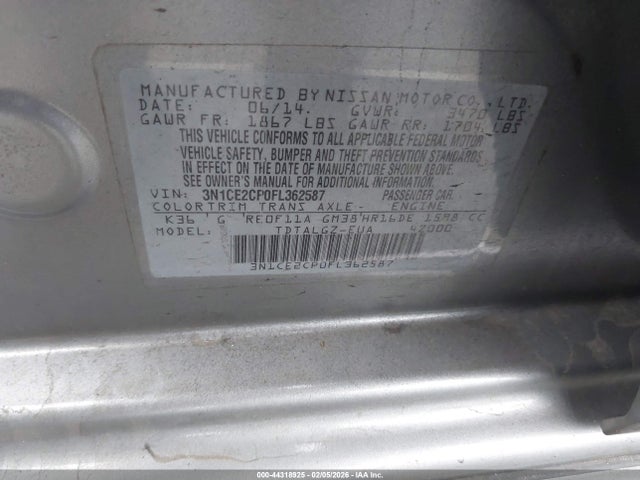 MANUFACTURED BY NISSAN MOTOR CO., LTD.
DATE: 06/14. GVWR: 3470 LBS
GAWR FR: 1867 LBS GAWR RR: 1704 LBS
THIS VEHICLE CONFORMS TO ALL APPLICABLE FEDERAL MOTOR
VEHICLE SAFETY, BUMPER AND THEFT PREVENTION STANDARDS
IN EFFECT ON THE DATE OF MANUFACTURE SHOWN ABOVE.
SEE OWNER'S MANUAL FOR ADDITIONAL INFORMATION.
VIN: 3N1CE2CP0FL362587 PASSENGER CAR
COLOR TRIM TRANS AXLE ENGINE
K36 G RE0F11A GM38 HR16DE 1598 CC
MODEL: TDTALGZ-EUA 42000
3N1CE2CP0FL362587
000-44318925 - 02/05/2026 - IAA